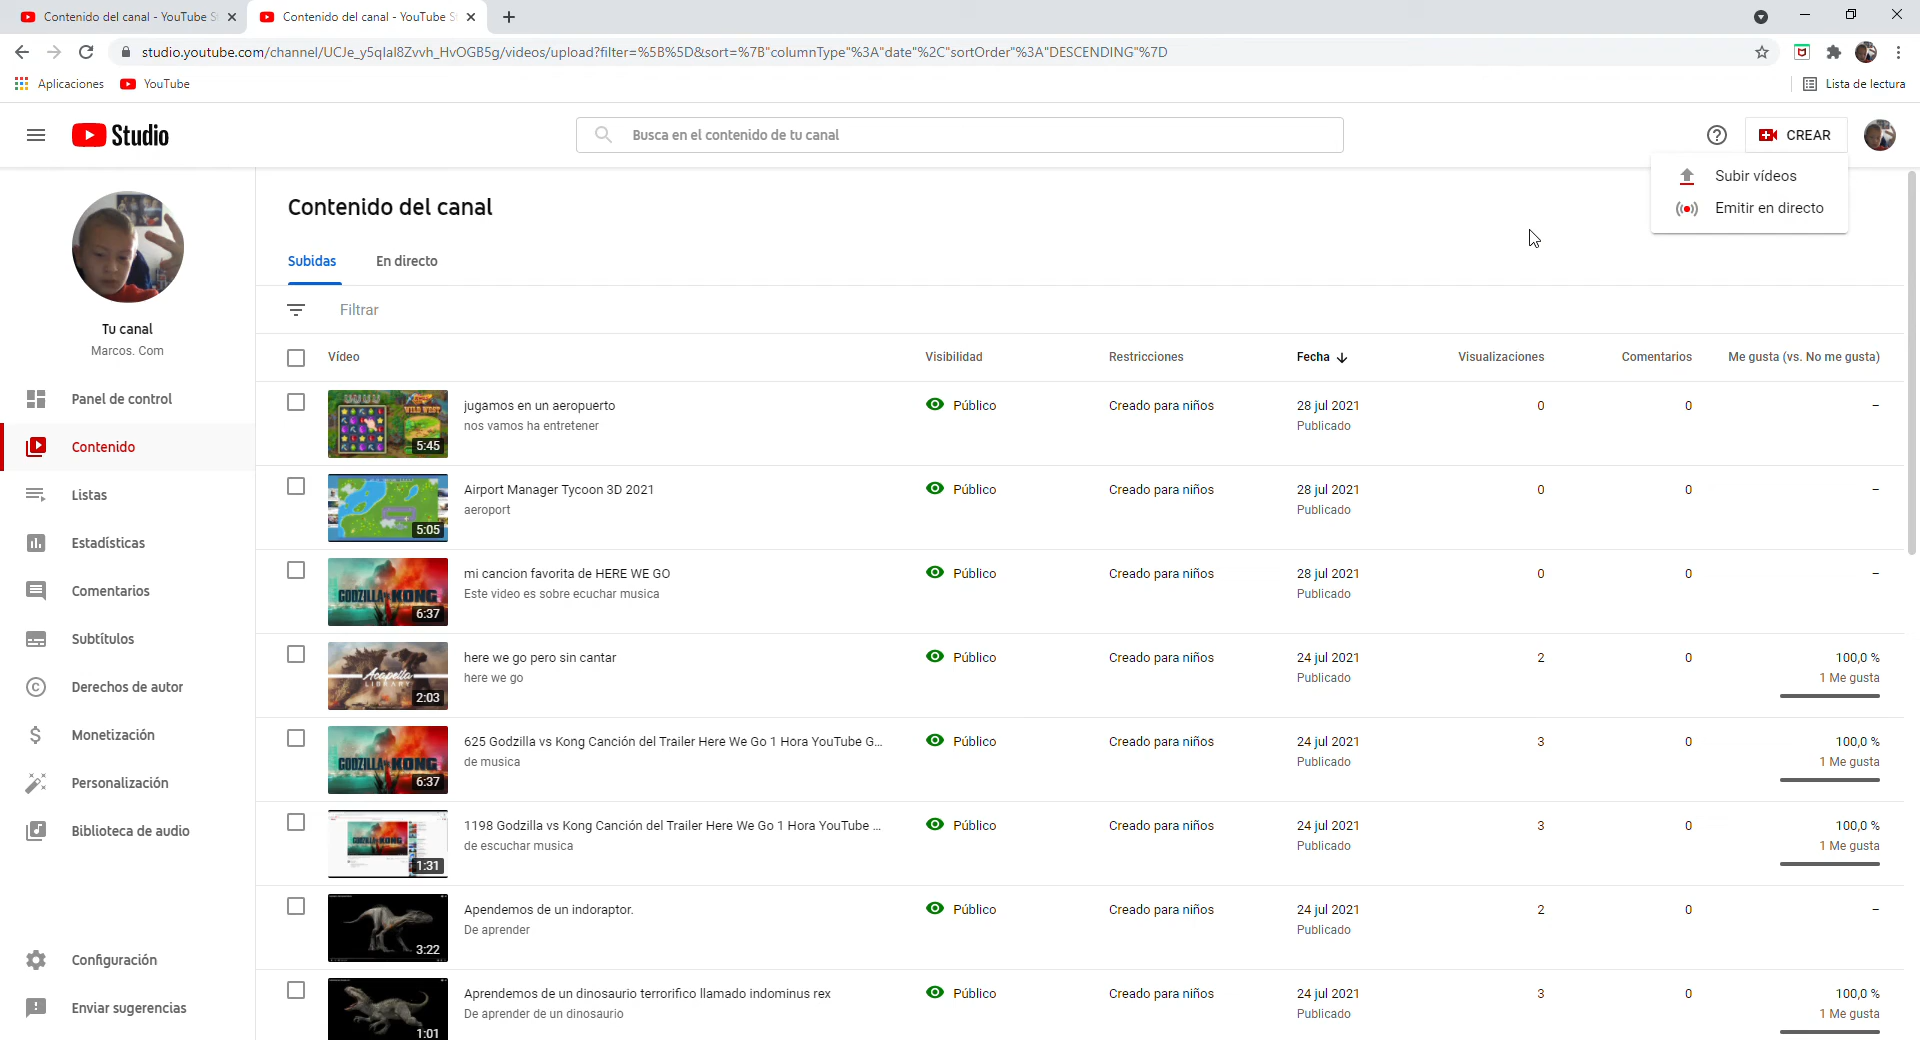 Contenido del canal - YouTube S
Contenido del canal - YouTube S
studio.youtube.com/channel/UCJe_y5qIal8Zvvh_HvOGB5g/videos/upload?filter=%5B%5D&sort=%7B"columnType"%3A"date"%2C"sortOrder"%3A"DESCENDING"%7D
Aplicaciones
YouTube
Lista de lectura
Studio
Busca en el contenido de tu canal
CREAR
Subir vídeos
Emitir en directo
Tu canal
Marcos. Com
Panel de control
Contenido
Listas
Estadísticas
Comentarios
Subtítulos
Derechos de autor
Monetización
Personalización
Biblioteca de audio
Configuración
Enviar sugerencias
Contenido del canal
Subidas En directo
Filtrar
Vídeo Visibilidad Restricciones Fecha Visualizaciones Comentarios Me gusta (vs. No me gusta)
WILD WEST
5:45
jugamos en un aeropuerto Público Creado para niños 28 jul 2021 0 0 –
nos vamos ha entretener Publicado
5:05
Airport Manager Tycoon 3D 2021 Público Creado para niños 28 jul 2021 0 0 –
aeroport Publicado
GODZILLA KONG
6:37
mi cancion favorita de HERE WE GO Público Creado para niños 28 jul 2021 0 0 –
Este video es sobre ecuchar musica Publicado
Acapella
LIBRARY
2:03
here we go pero sin cantar Público Creado para niños 24 jul 2021 2 0 100,0 %
here we go Publicado 1 Me gusta
GODZILLA KONG
6:37
625 Godzilla vs Kong Canción del Trailer Here We Go 1 Hora YouTube G... Público Creado para niños 24 jul 2021 3 0 100,0 %
de musica Publicado 1 Me gusta
GODZILLA KONG
1:31
1198 Godzilla vs Kong Canción del Trailer Here We Go 1 Hora YouTube ... Público Creado para niños 24 jul 2021 3 0 100,0 %
de escuchar musica Publicado 1 Me gusta
3:22
Apendemos de un indoraptor. Público Creado para niños 24 jul 2021 2 0 –
De aprender Publicado
1:01
Aprendemos de un dinosaurio terrorifico llamado indominus rex Público Creado para niños 24 jul 2021 3 0 100,0 %
De aprender de un dinosaurio Publicado 1 Me gusta